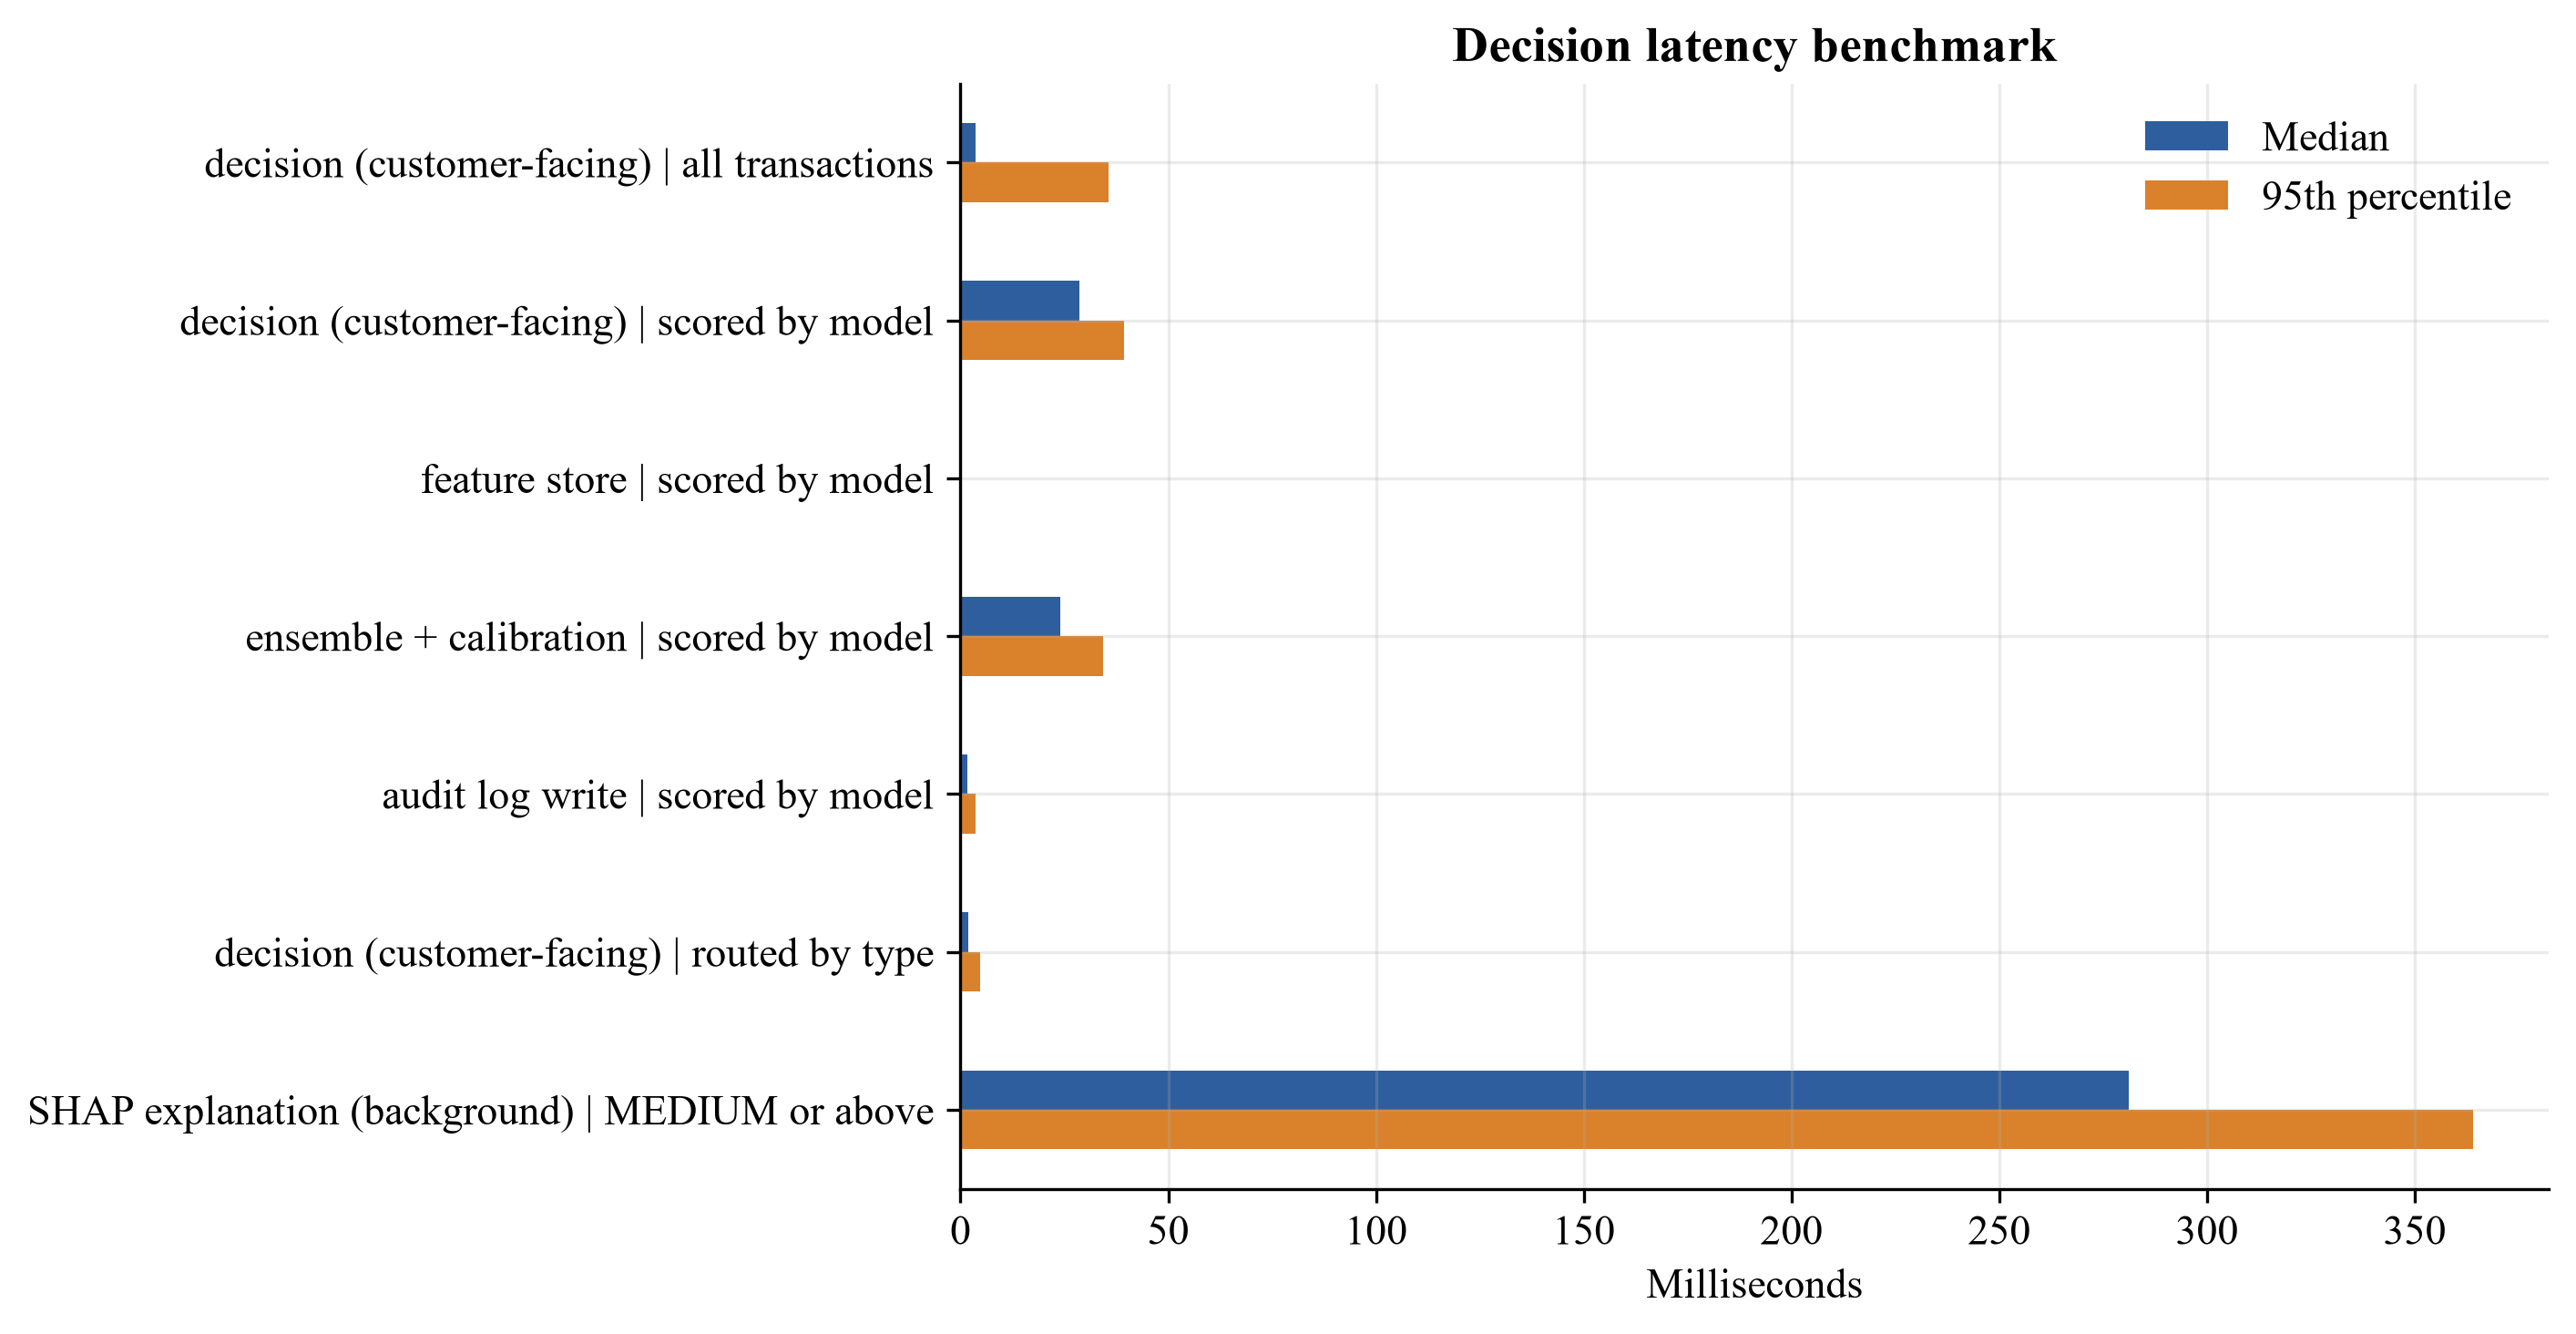 Decision latency benchmark
Median
95th percentile
decision (customer-facing) | all transactions
decision (customer-facing) | scored by model
feature store | scored by model
ensemble + calibration | scored by model
audit log write | scored by model
decision (customer-facing) | routed by type
SHAP explanation (background) | MEDIUM or above
0 50 100 150 200 250 300 350
Milliseconds